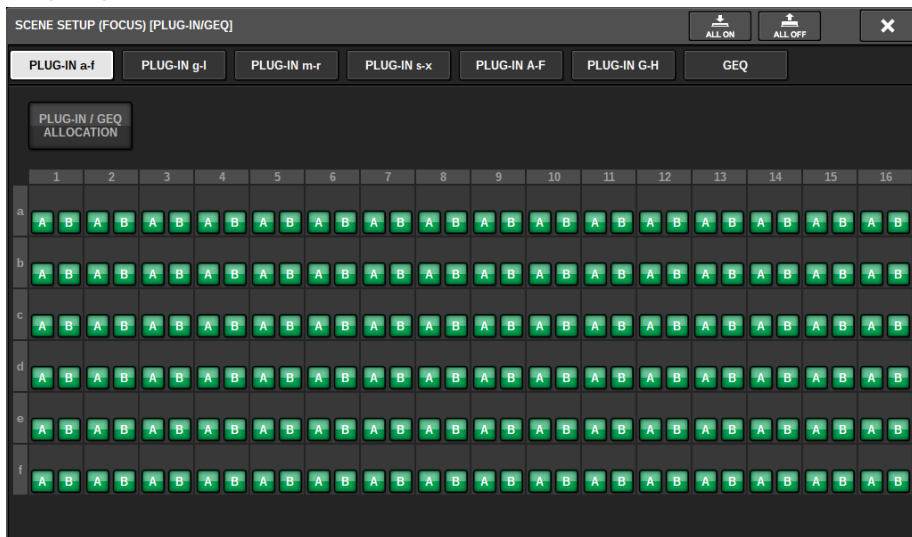 SCENE SETUP (FOCUS) [PLUG-IN/GEQ]
ALL ON
ALL OFF
PLUG-IN a-f
PLUG-IN g-l
PLUG-IN m-r
PLUG-IN s-x
PLUG-IN A-F
PLUG-IN G-H
GEQ
PLUG-IN / GEQ
ALLOCATION
1 2 3 4 5 6 7 8 9 10 11 12 13 14 15 16
a
A B A B A B A B A B A B A B A B A B A B A B A B A B A B A B A B
b
A B A B A B A B A B A B A B A B A B A B A B A B A B A B A B A B
c
A B A B A B A B A B A B A B A B A B A B A B A B A B A B A B A B
d
A B A B A B A B A B A B A B A B A B A B A B A B A B A B A B A B
e
A B A B A B A B A B A B A B A B A B A B A B A B A B A B A B A B
f
A B A B A B A B A B A B A B A B A B A B A B A B A B A B A B A B